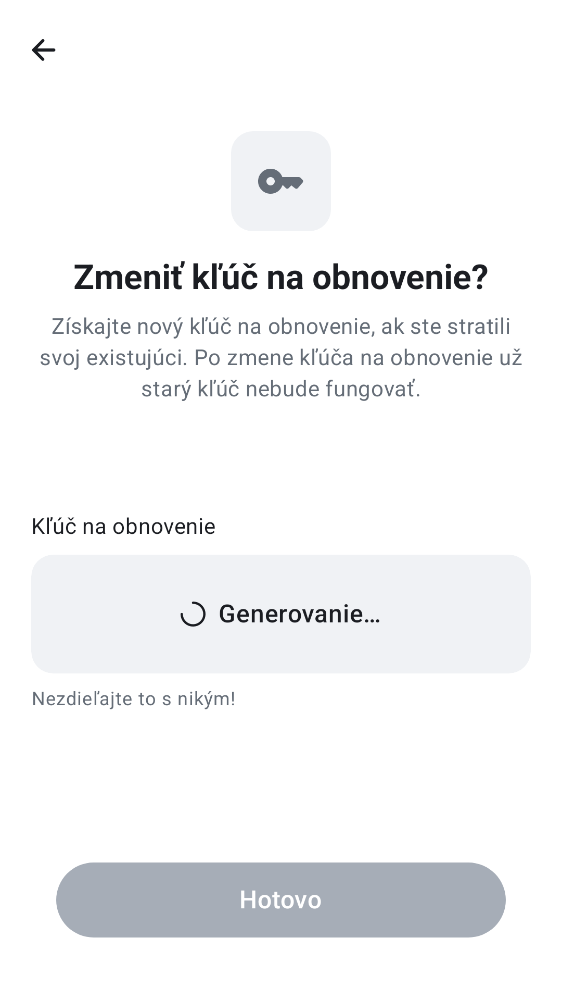 Zmeniť kľúč na obnovenie?
Získajte nový kľúč na obnovenie, ak ste stratili
svoj existujúci. Po zmene kľúča na obnovenie už
starý kľúč nebude fungovať.
Kľúč na obnovenie
Generovanie…
Nezdieľajte to s nikým!
Hotovo